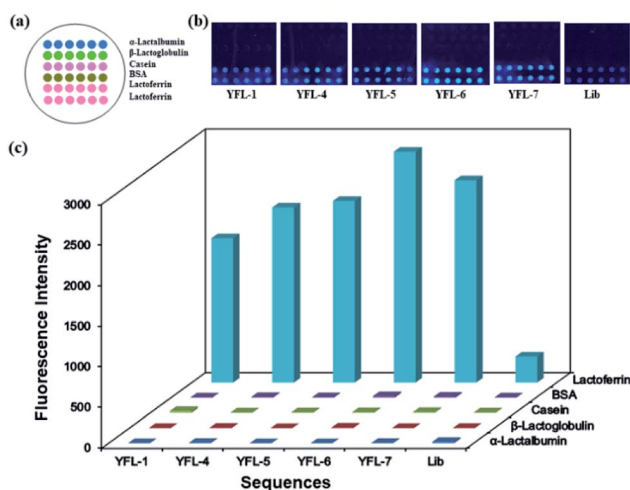 (a)
α-Lactalbumin
β-Lactoglobulin
Casein
BSA
Lactoferrin
Lactoferrin
(b)
YFL-1 YFL-4 YFL-5 YFL-6 YFL-7 Lib
(c)
Fluorescence Intensity
3000
2500
2000
1500
1000
500
0
Lactoferrin
BSA
Casein
β-Lactoglobulin
α-Lactalbumin
YFL-1 YFL-4 YFL-5 YFL-6 YFL-7 Lib
Sequences